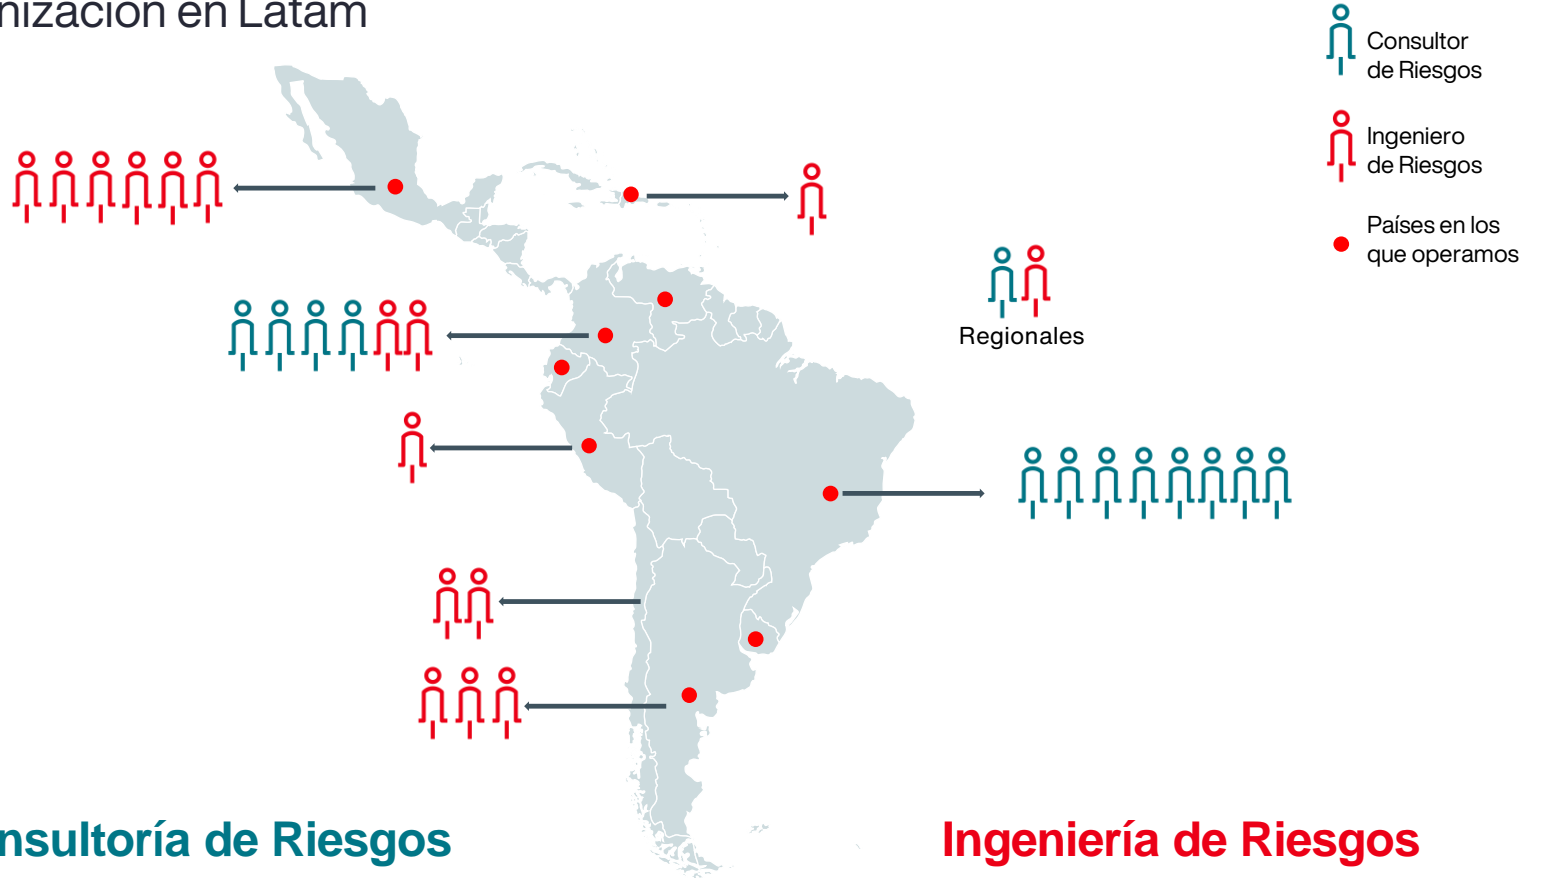 nización en Latam
Consultor
de Riesgos
Ingeniero
de Riesgos
Países en los
que operamos
Regionales
nsultoría de Riesgos
Ingeniería de Riesgos